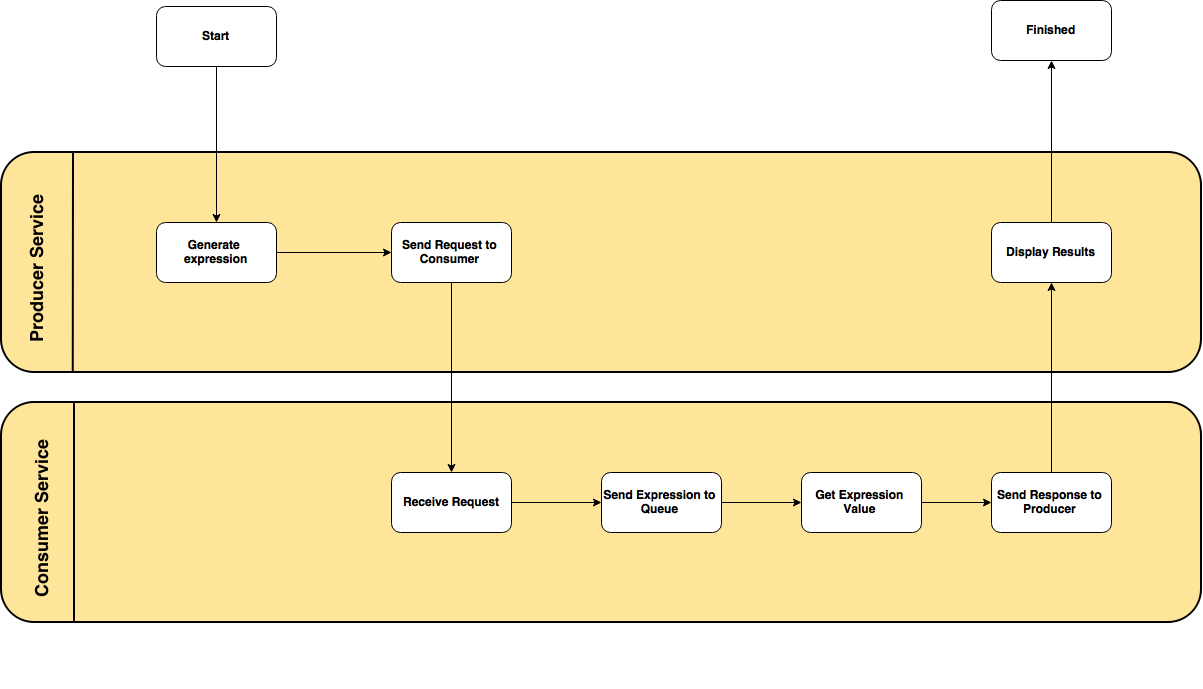 Start
Finished
Producer Service
Generate
expression
Send Request to
Consumer
Display Results
Consumer Service
Receive Request
Send Expression to
Queue
Get Expression
Value
Send Response to
Producer